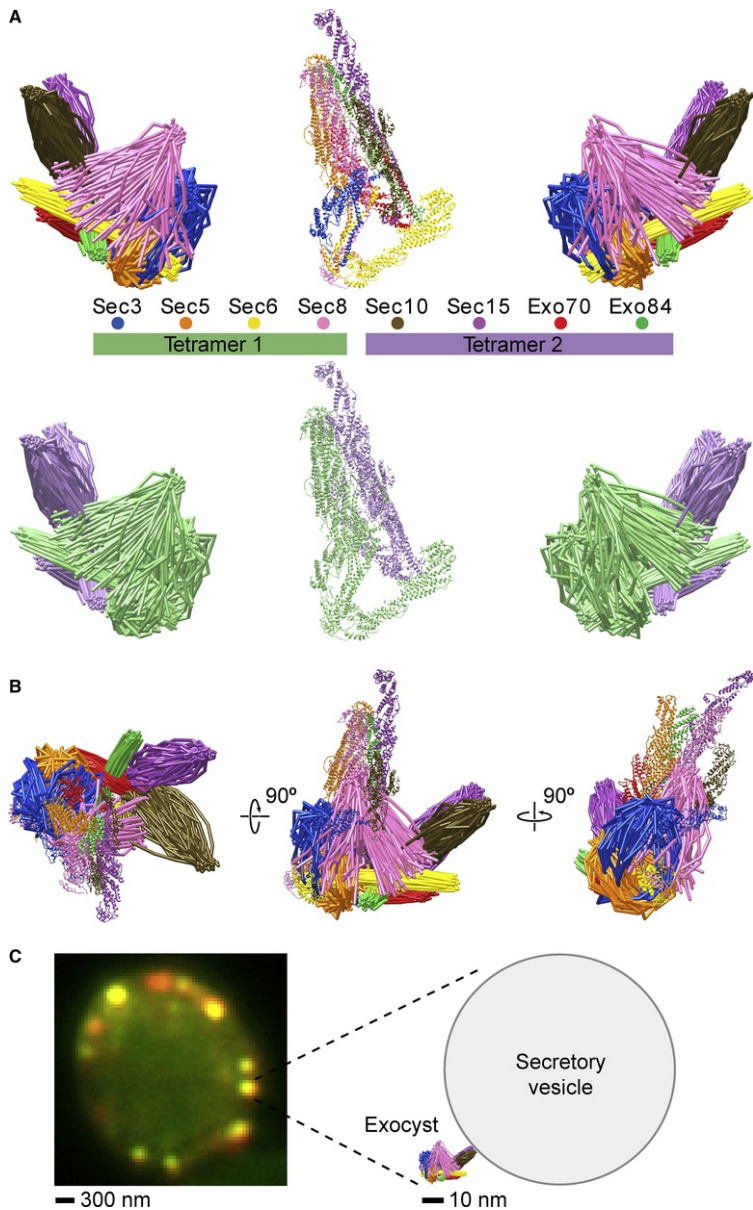 A
Sec3 Sec5 Sec6 Sec8 Sec10 Sec15 Exo70 Exo84
Tetramer 1 Tetramer 2
B
90º 90º
C
Secretory
vesicle
Exocyst
300 nm 10 nm